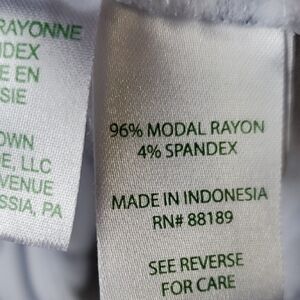 RAYONNE
NDEX
E EN
SIE
OWN
E, LLC
VENUE
SSIA, PA
96% MODAL RAYON
4% SPANDEX
MADE IN INDONESIA
RN# 88189
SEE REVERSE
FOR CARE